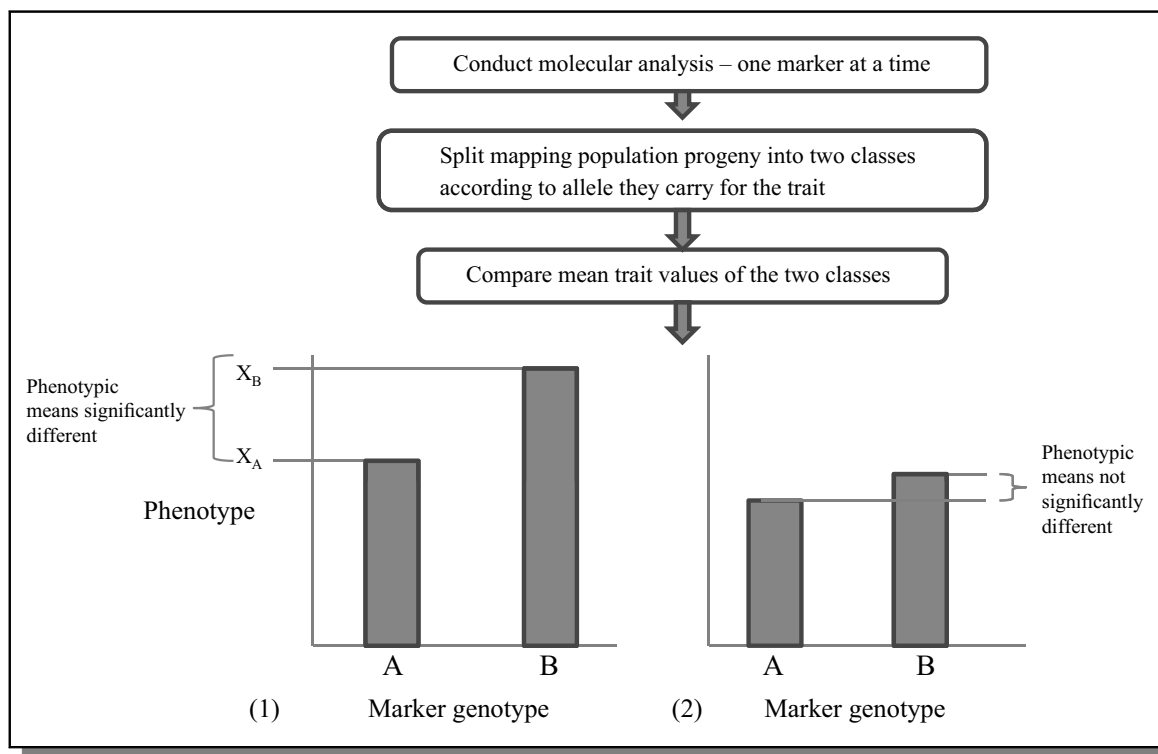 Conduct molecular analysis – one marker at a time
Split mapping population progeny into two classes
according to allele they carry for the trait
Compare mean trait values of the two classes
Phenotypic
means significantly
different
X_B
X_A
Phenotype
A
B
(1)
Marker genotype
Phenotypic
means not
significantly
different
A
B
(2)
Marker genotype